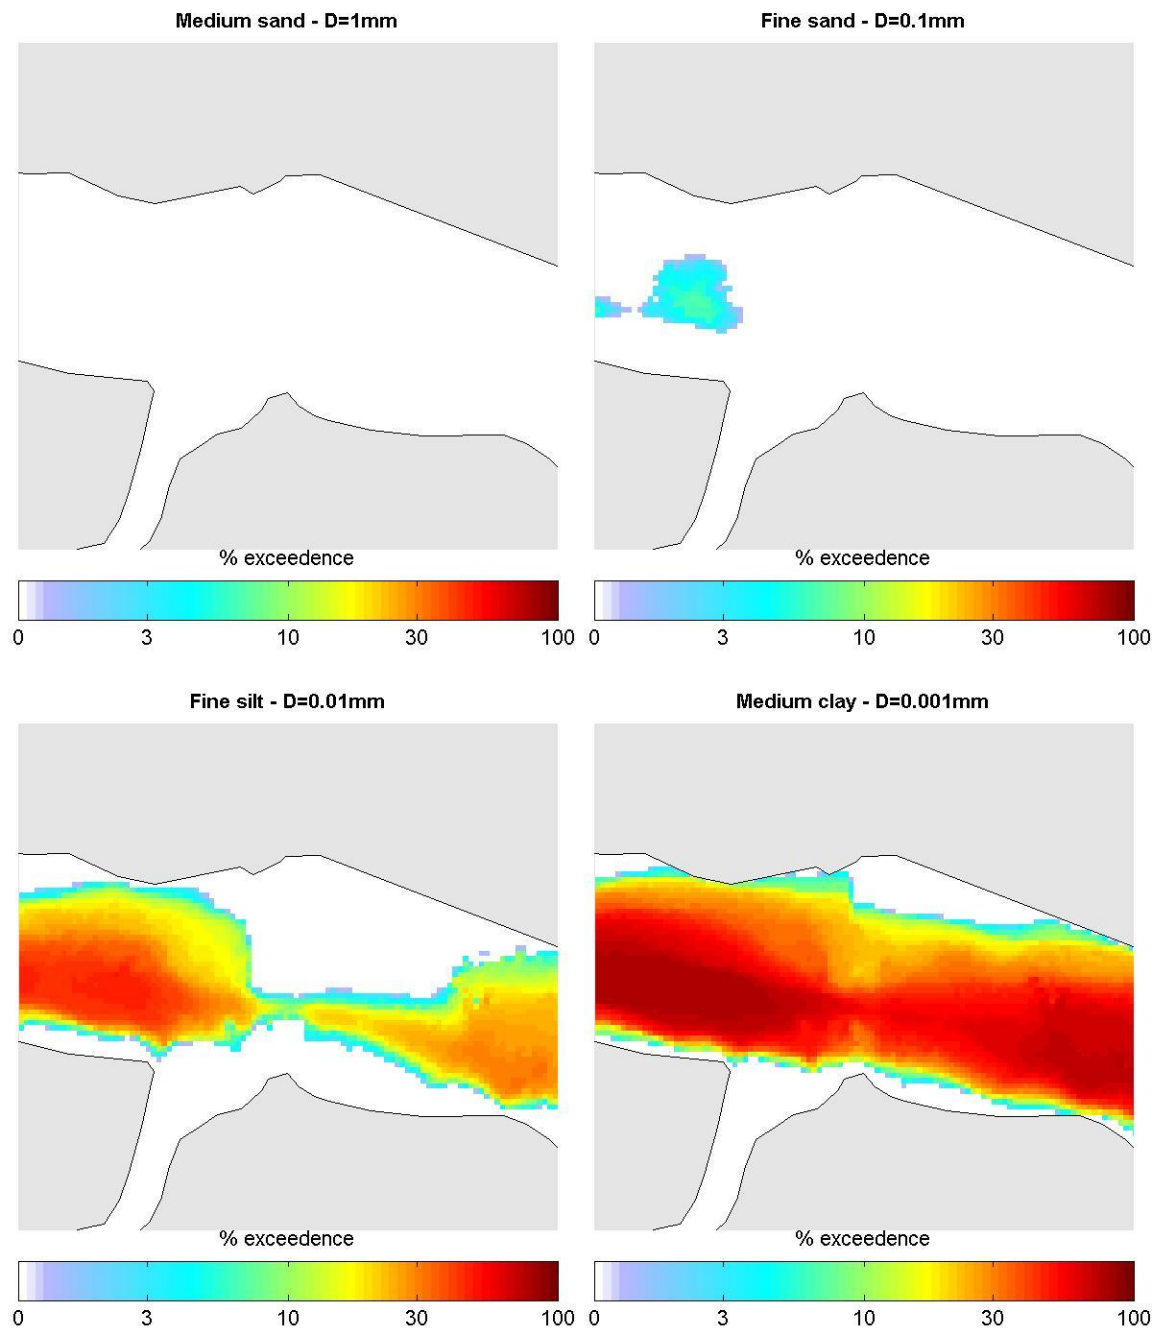 Medium sand - D=1mm
Fine sand - D=0.1mm
% exceedence
% exceedence
0 3 10 30 100
0 3 10 30 100
Fine silt - D=0.01mm
Medium clay - D=0.001mm
% exceedence
% exceedence
0 3 10 30 100
0 3 10 30 100